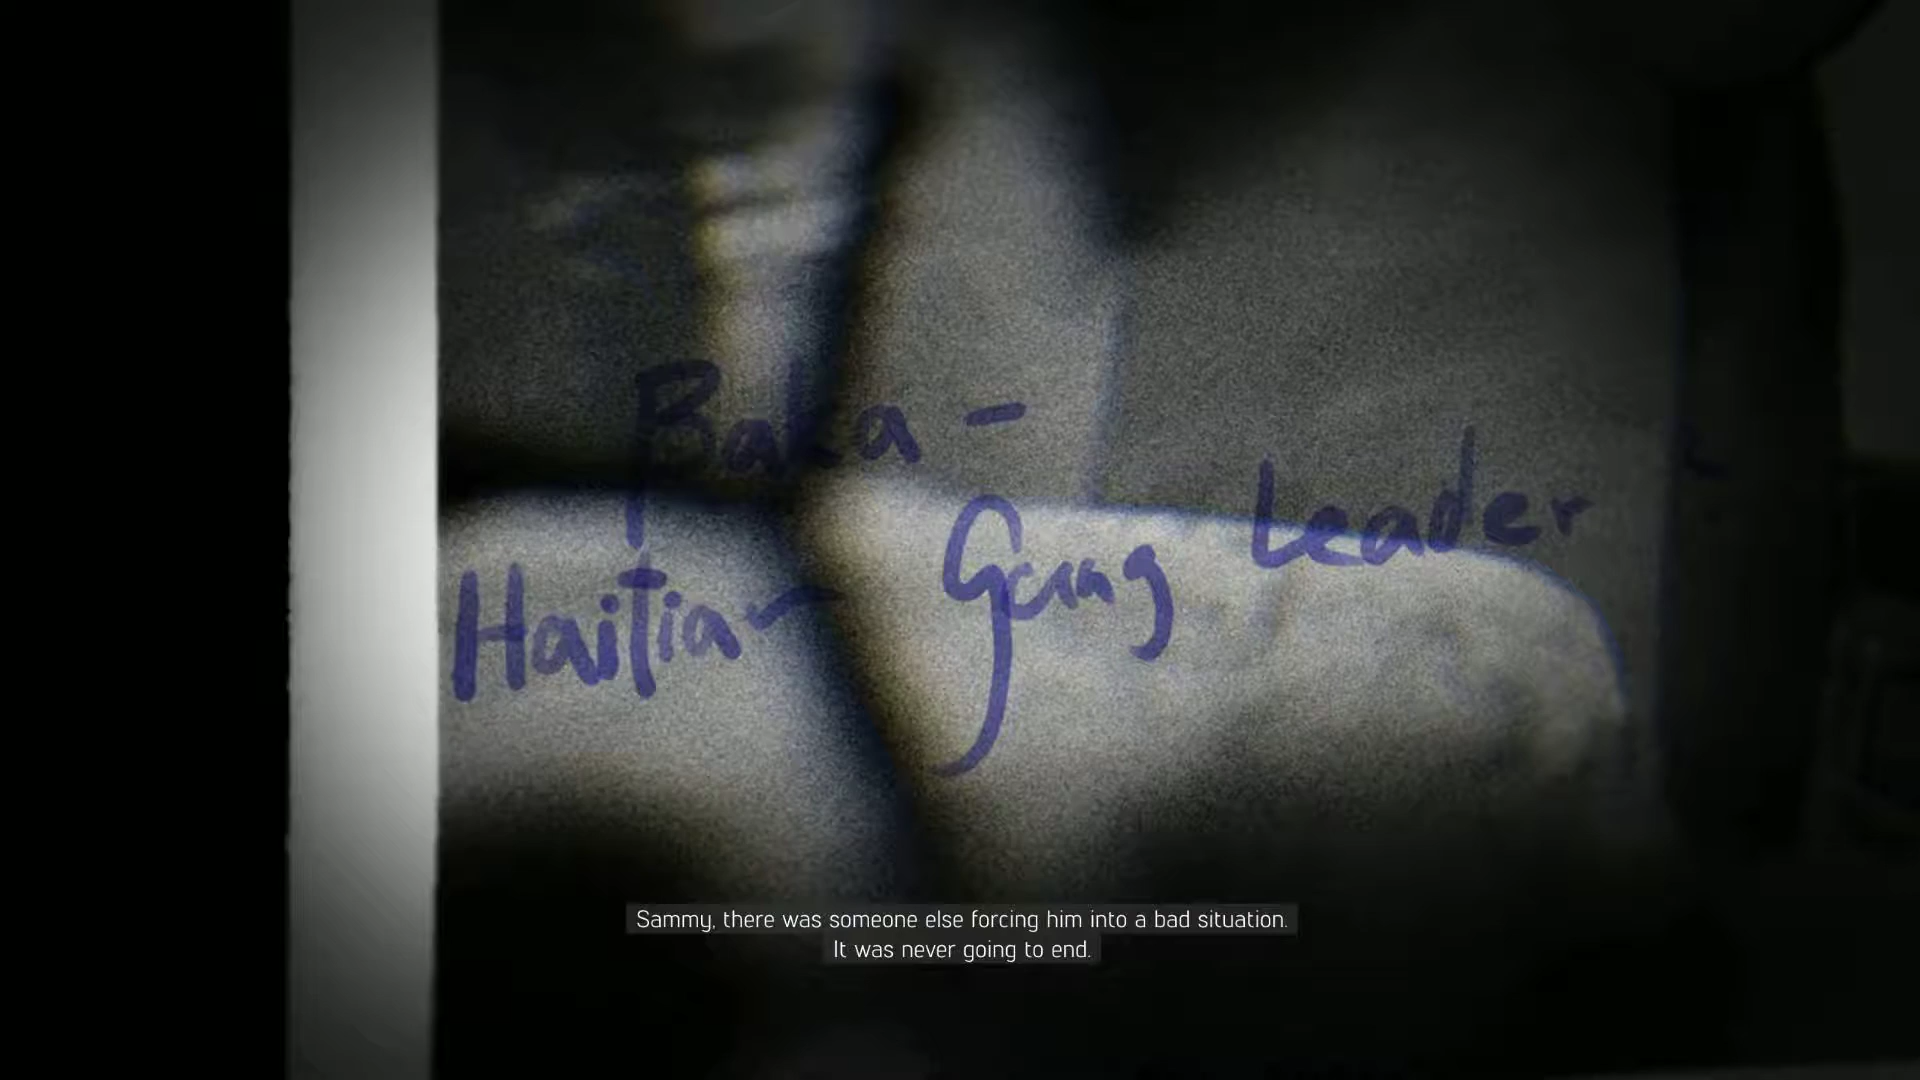 Baka -
Haitian Gang Leader
Sammy, there was someone else forcing him into a bad situation.
It was never going to end.